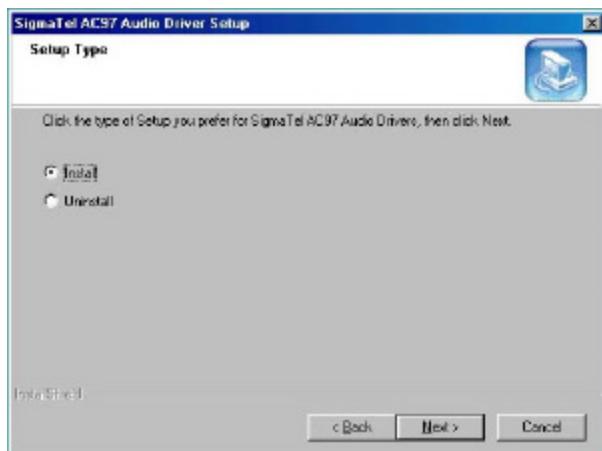 SigmaTel AC97 Audio Driver Setup
Setup Type
Click the type of Setup you prefer for SigmaTel AC97 Audio Drivers, then click Next.
Install
Uninstall
InstallShield
< Back
Next >
Cancel